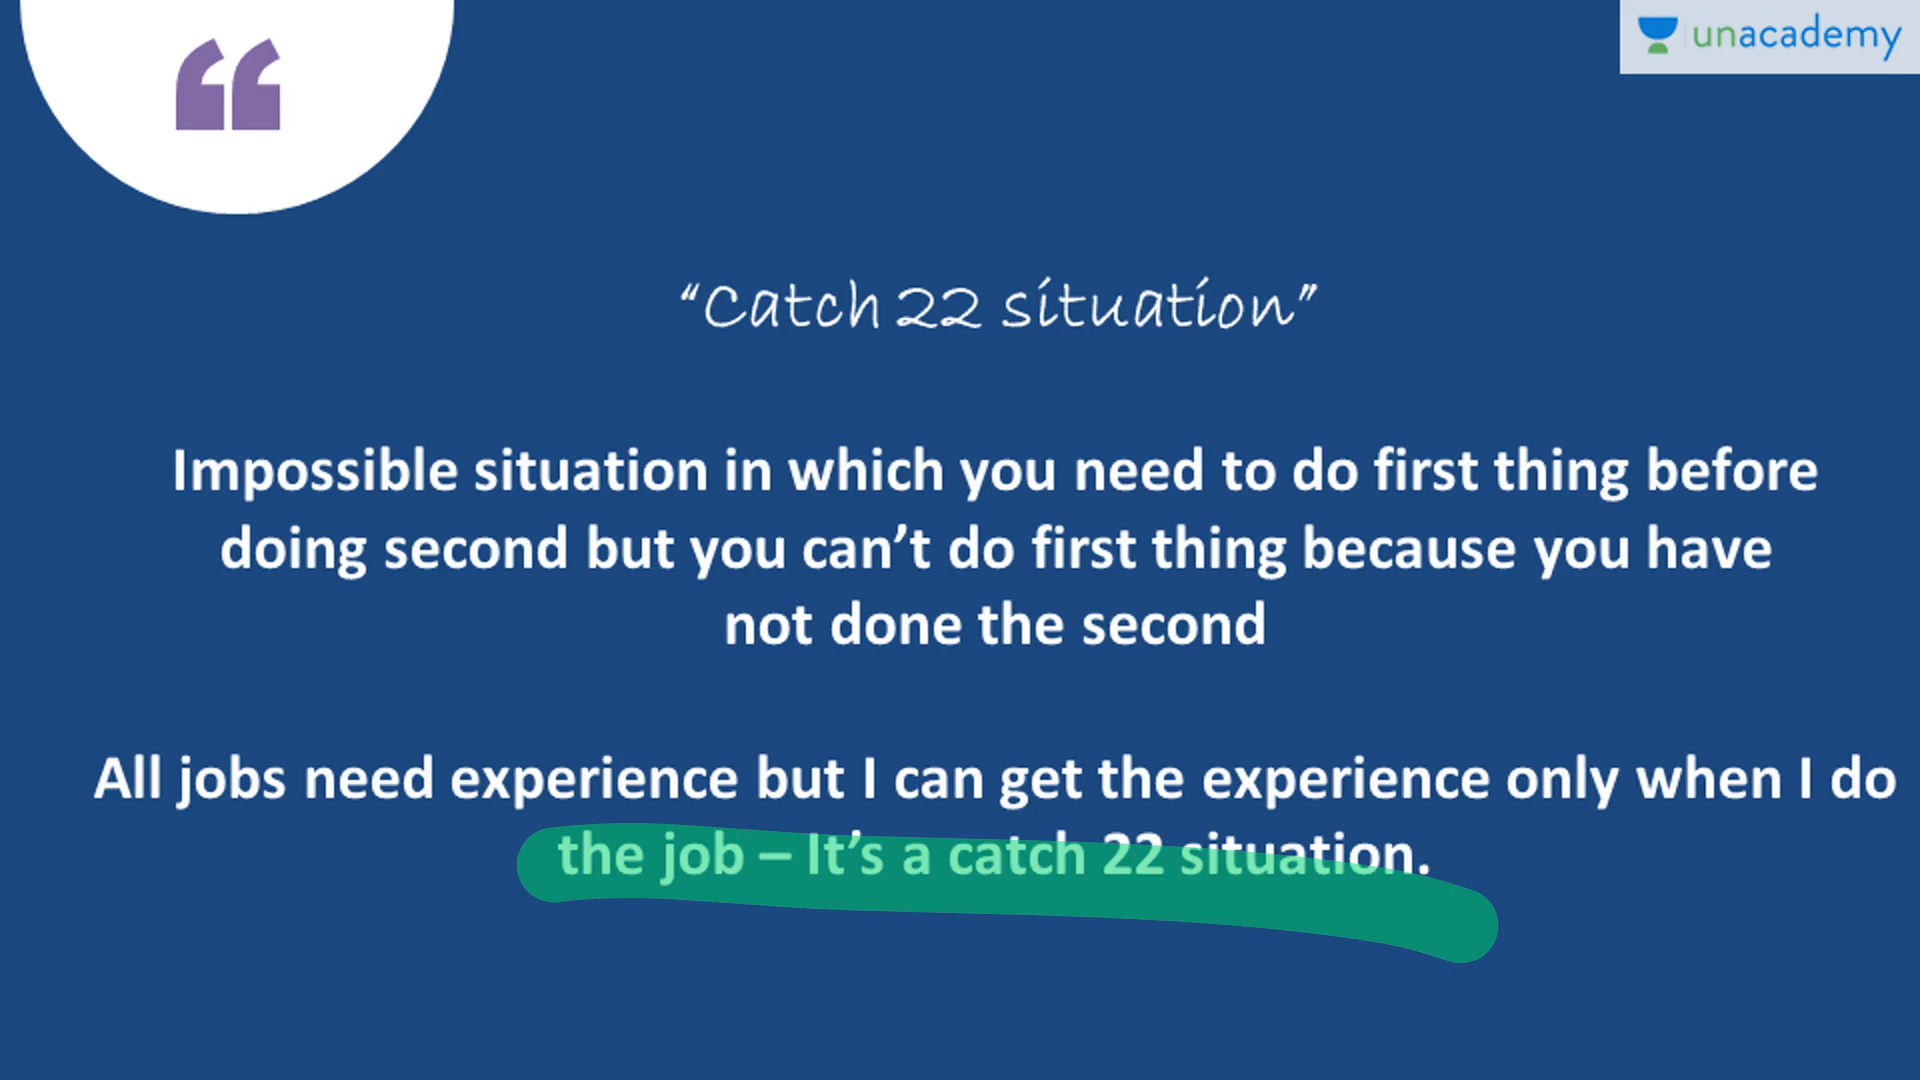 unacademy
“Catch 22 situation”
Impossible situation in which you need to do first thing before
doing second but you can’t do first thing because you have
not done the second
All jobs need experience but I can get the experience only when I do
the job – It’s a catch 22 situation.